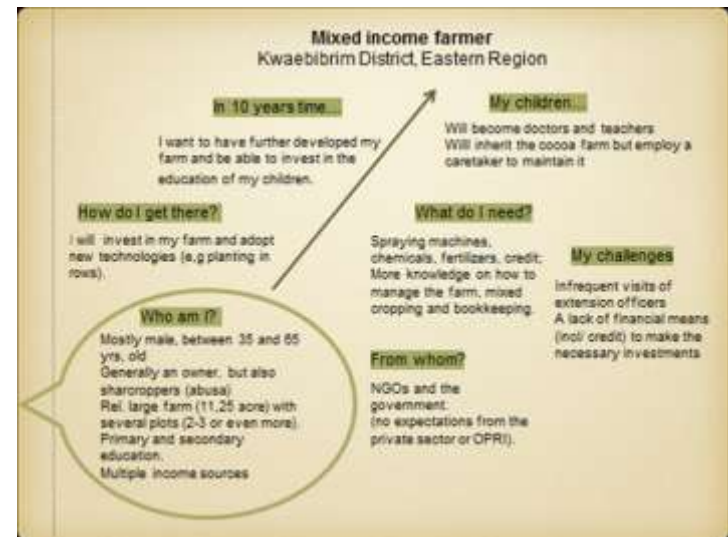 Mixed income farmer
Kwaebibrim District, Eastern Region
In 10 years time...
I want to have further developed my
farm and be able to invest in the
education of my children.
My children...
Will become doctors and teachers
Willl inherit the cocoa farm but employ a
caretaker to maintain it
How do I get there?
I will invest in my farm and adopt
new technologies (e,g planting in
rows).
What do I need?
Spraying machines,
chemicals, fertilizers, credit;
More knowledge on how to
manage the farm, mixed
cropping and bookkeeping.
My challenges
Infrequent visits of
extension officers
A lack of financial means
(incl/ credit) to make the
necessary investments
Who am I?
Mostly male, between 35 and 65
yrs, old
Generally an owner, but also
sharcroppers (abusa)
Rel. large farm (11,25 acre) with
several plots (2-3 or even more).
Primary and secondary
education.
Multiple income sources
From whom?
NGOs and the
government.
(no expectations from the
private sector or OPRI).